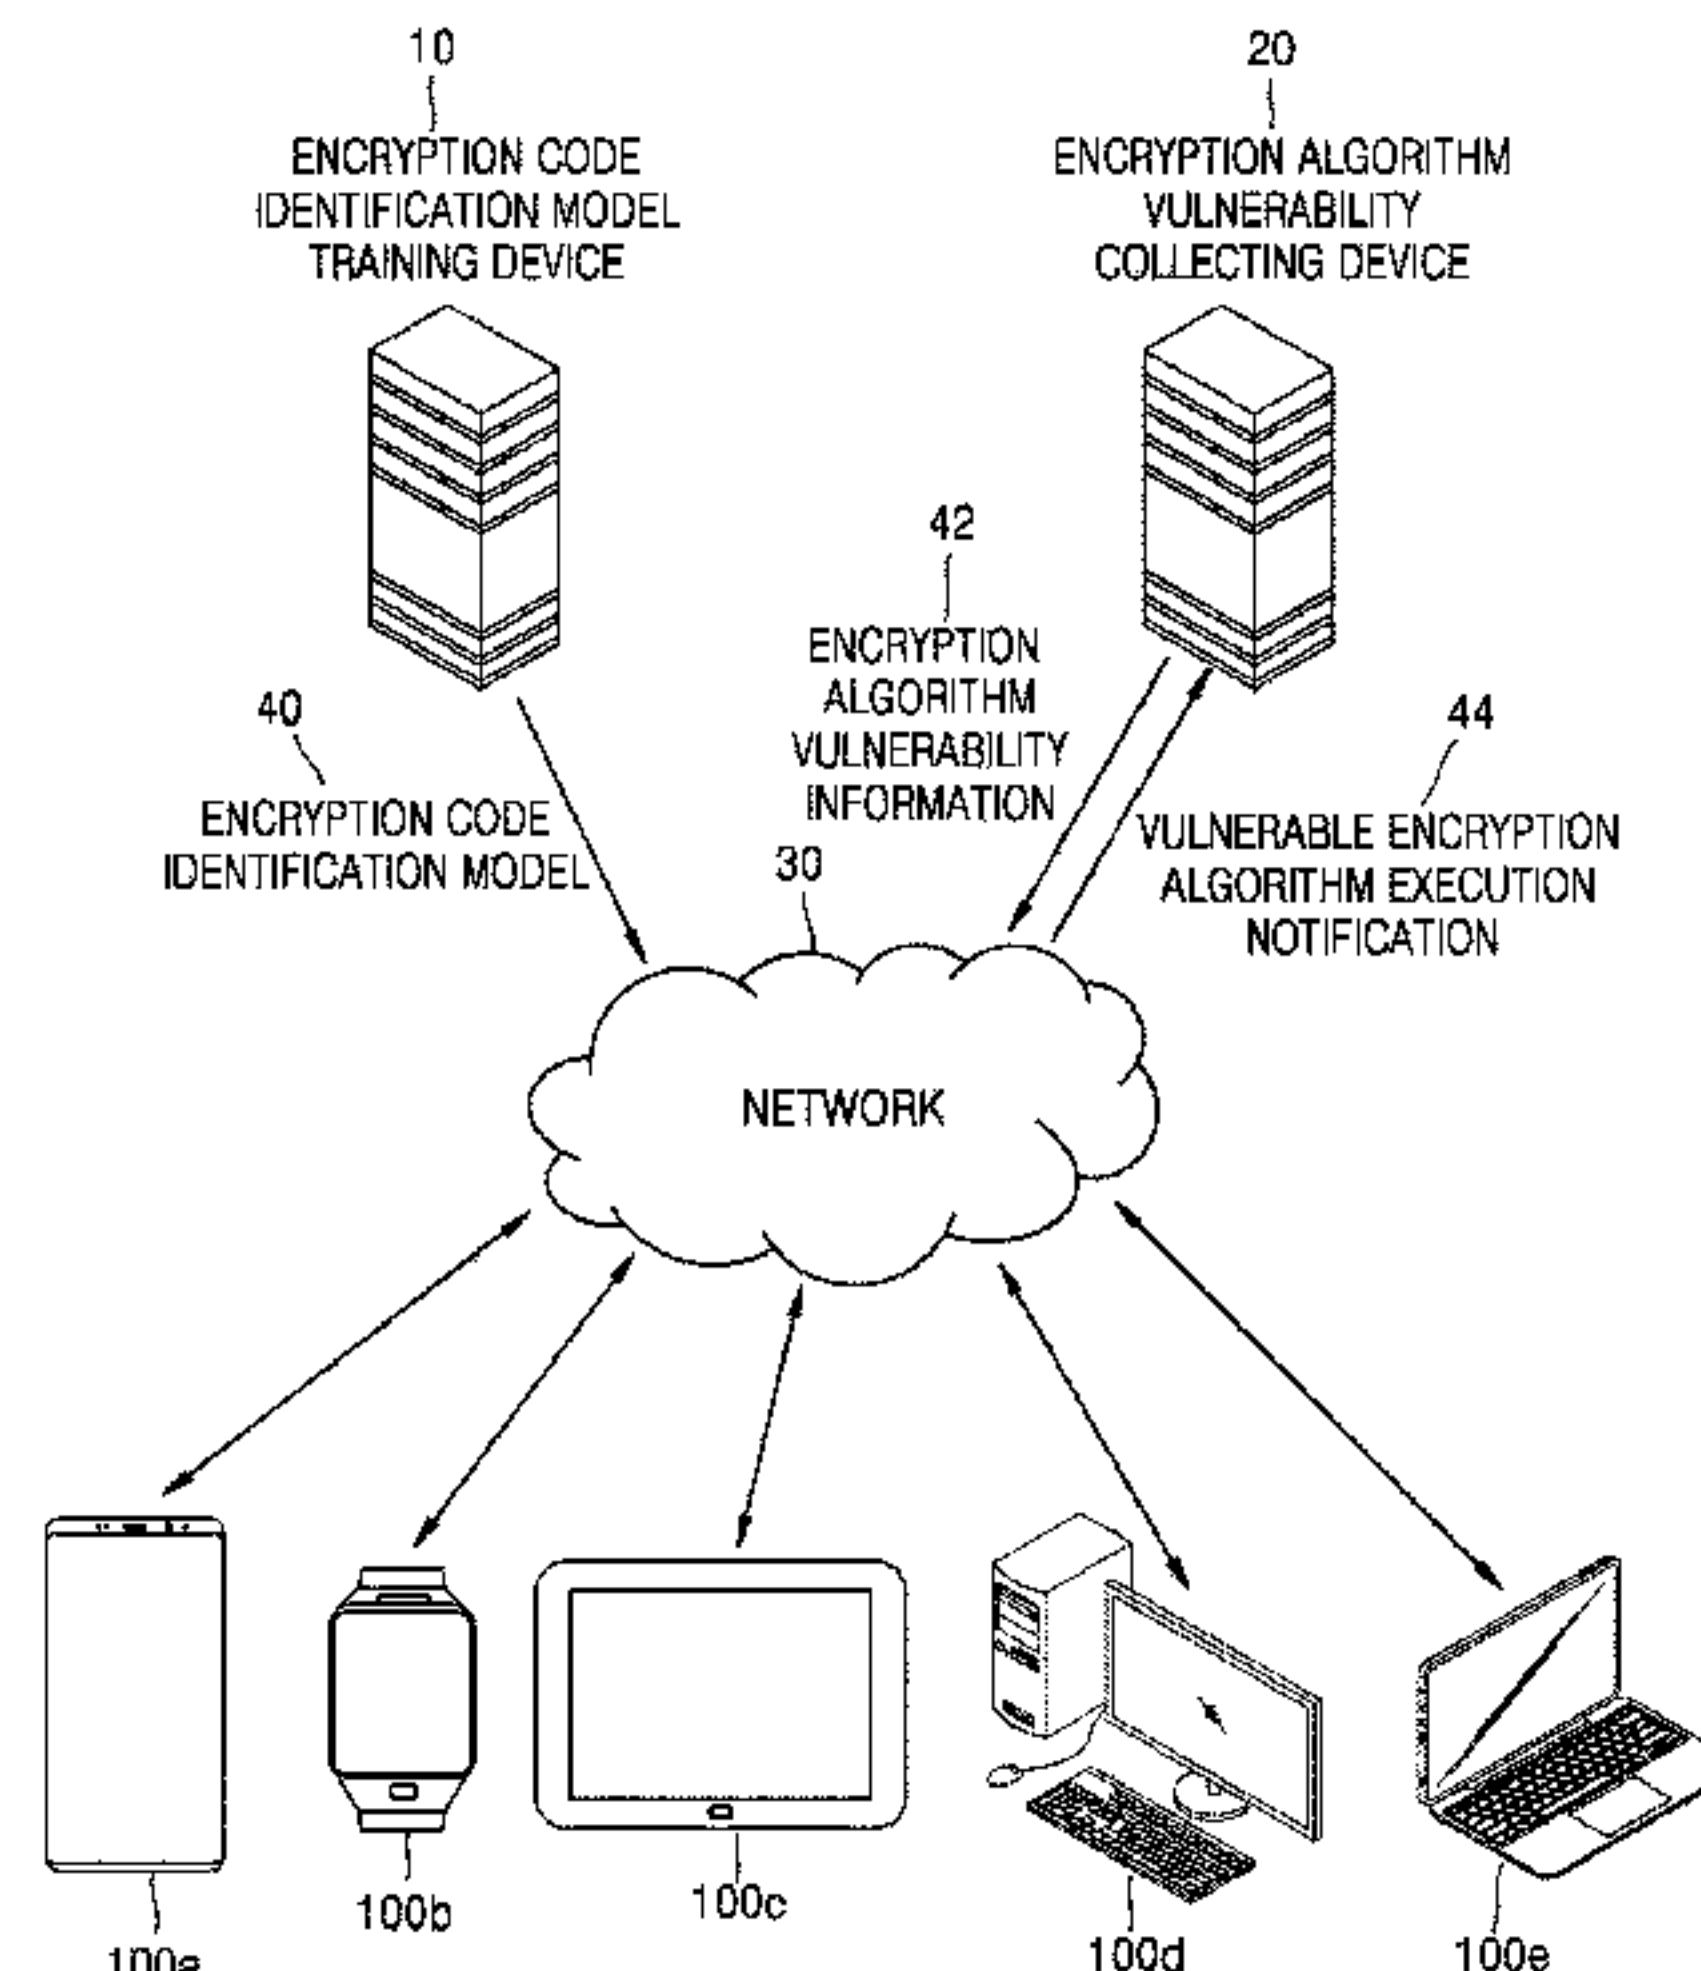 10
ENCRYPTION CODE
IDENTIFICATION MODEL
TRAINING DEVICE
20
ENCRYPTION ALGORITHM
VULNERABILITY
COLLECTING DEVICE
42
ENCRYPTION
ALGORITHM
VULNERABILITY
INFORMATION
40
ENCRYPTION CODE
IDENTIFICATION MODEL
44
VULNERABLE ENCRYPTION
ALGORITHM EXECUTION
NOTIFICATION
30
NETWORK
100a
100b
100c
100d
100e